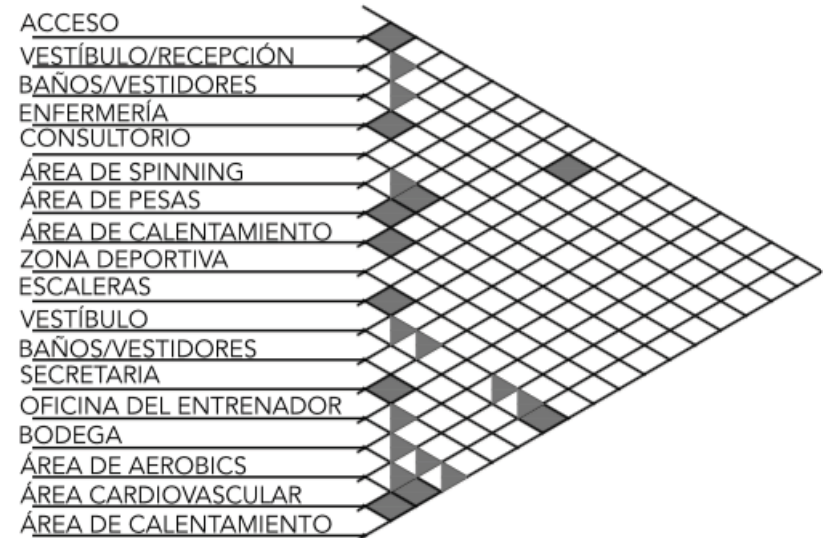 ACCESO
VESTÍBULO/RECEPCIÓN
BAÑOS/VESTIDORES
ENFERMERÍA
CONSULTORIO
ÁREA DE SPINNING
ÁREA DE PESAS
ÁREA DE CALENTAMIENTO
ZONA DEPORTIVA
ESCALERAS
VESTÍBULO
BAÑOS/VESTIDORES
SECRETARIA
OFICINA DEL ENTRENADOR
BODEGA
ÁREA DE AEROBICS
ÁREA CARDIOVASCULAR
ÁREA DE CALENTAMIENTO